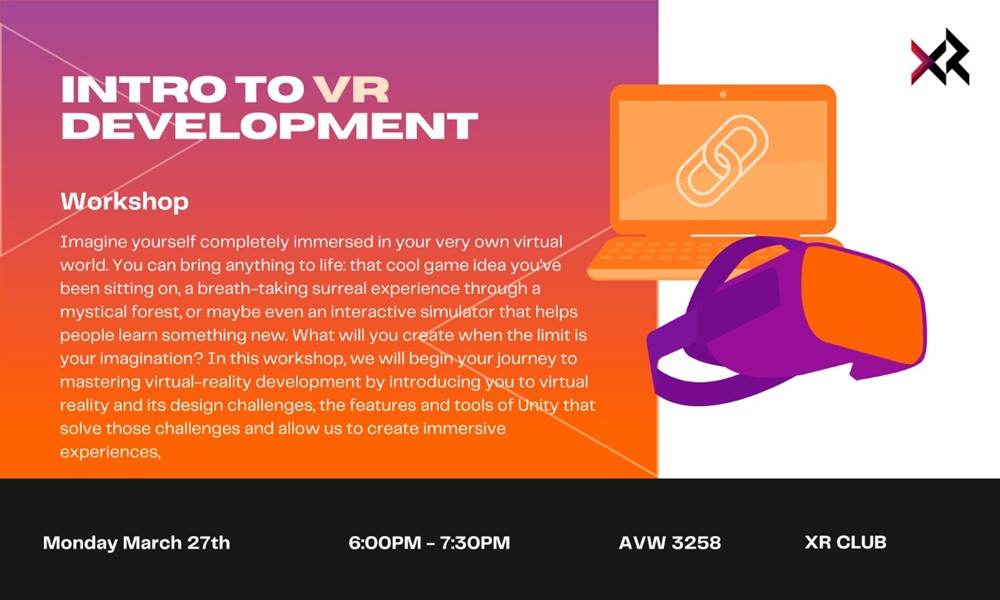 XR
INTRO TO VR
DEVELOPMENT
Workshop
Imagine yourself completely immersed in your very own virtual
world. You can bring anything to life: that cool game idea you've
been sitting on, a breath-taking surreal experience through a
mystical forest, or maybe even an interactive simulator that helps
people learn something new. What will you create when the limit is
your imagination? In this workshop, we will begin your journey to
mastering virtual-reality development by introducing you to virtual
reality and its design challenges, the features and tools of Unity that
solve those challenges and allow us to create immersive
experiences,
Monday March 27th
6:00PM - 7:30PM
AVW 3258
XR CLUB